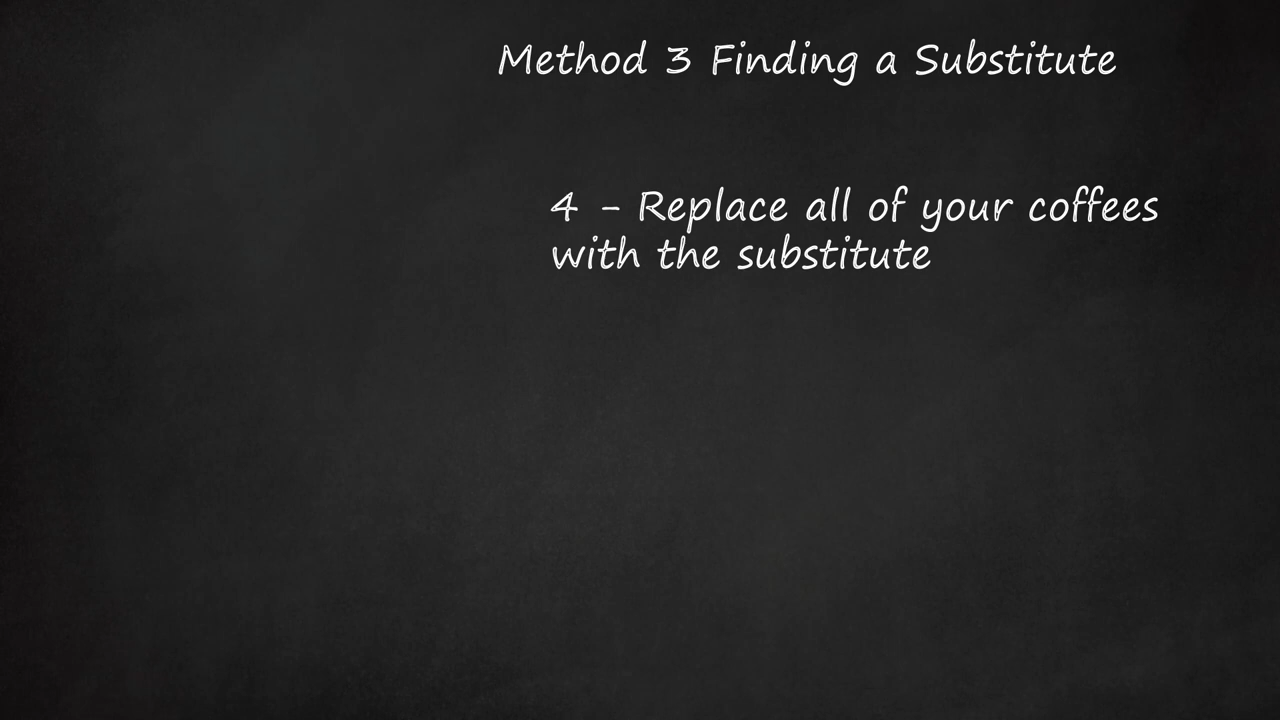 Method 3 Finding a Substitute
4 - Replace all of your coffees
with the substitute